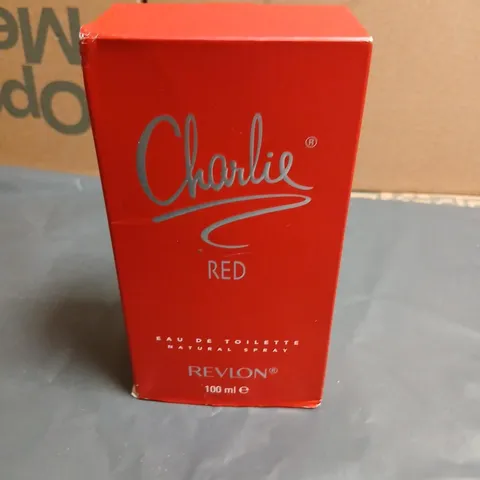 Charlie®
RED
EAU DE TOILETTE
NATURAL SPRAY
REVLON®
100 ml ℮